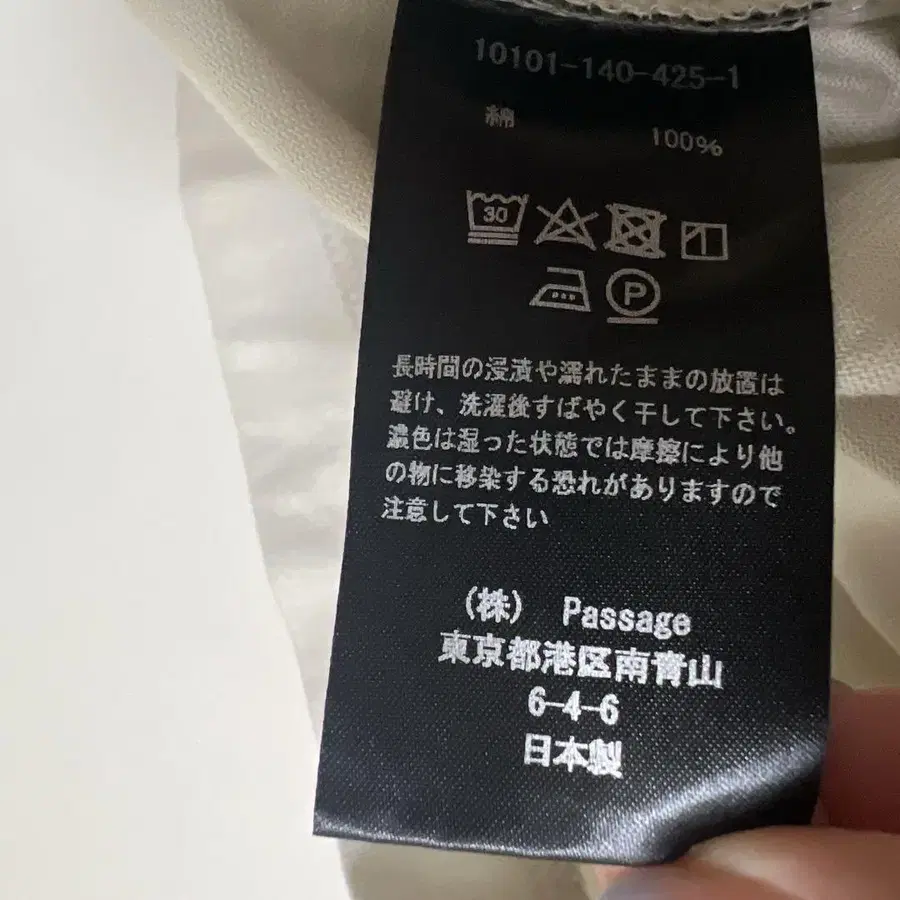 10101-140-425-1
綿 100%
30
P
長時間の浸漬や濡れたままの放置は
避け、洗濯後すばやく干して下さい。
濃色は湿った状態では摩擦により他
の物に移染する恐れがありますので
注意して下さい
(株) Passage
東京都港区南青山
6-4-6
日本製